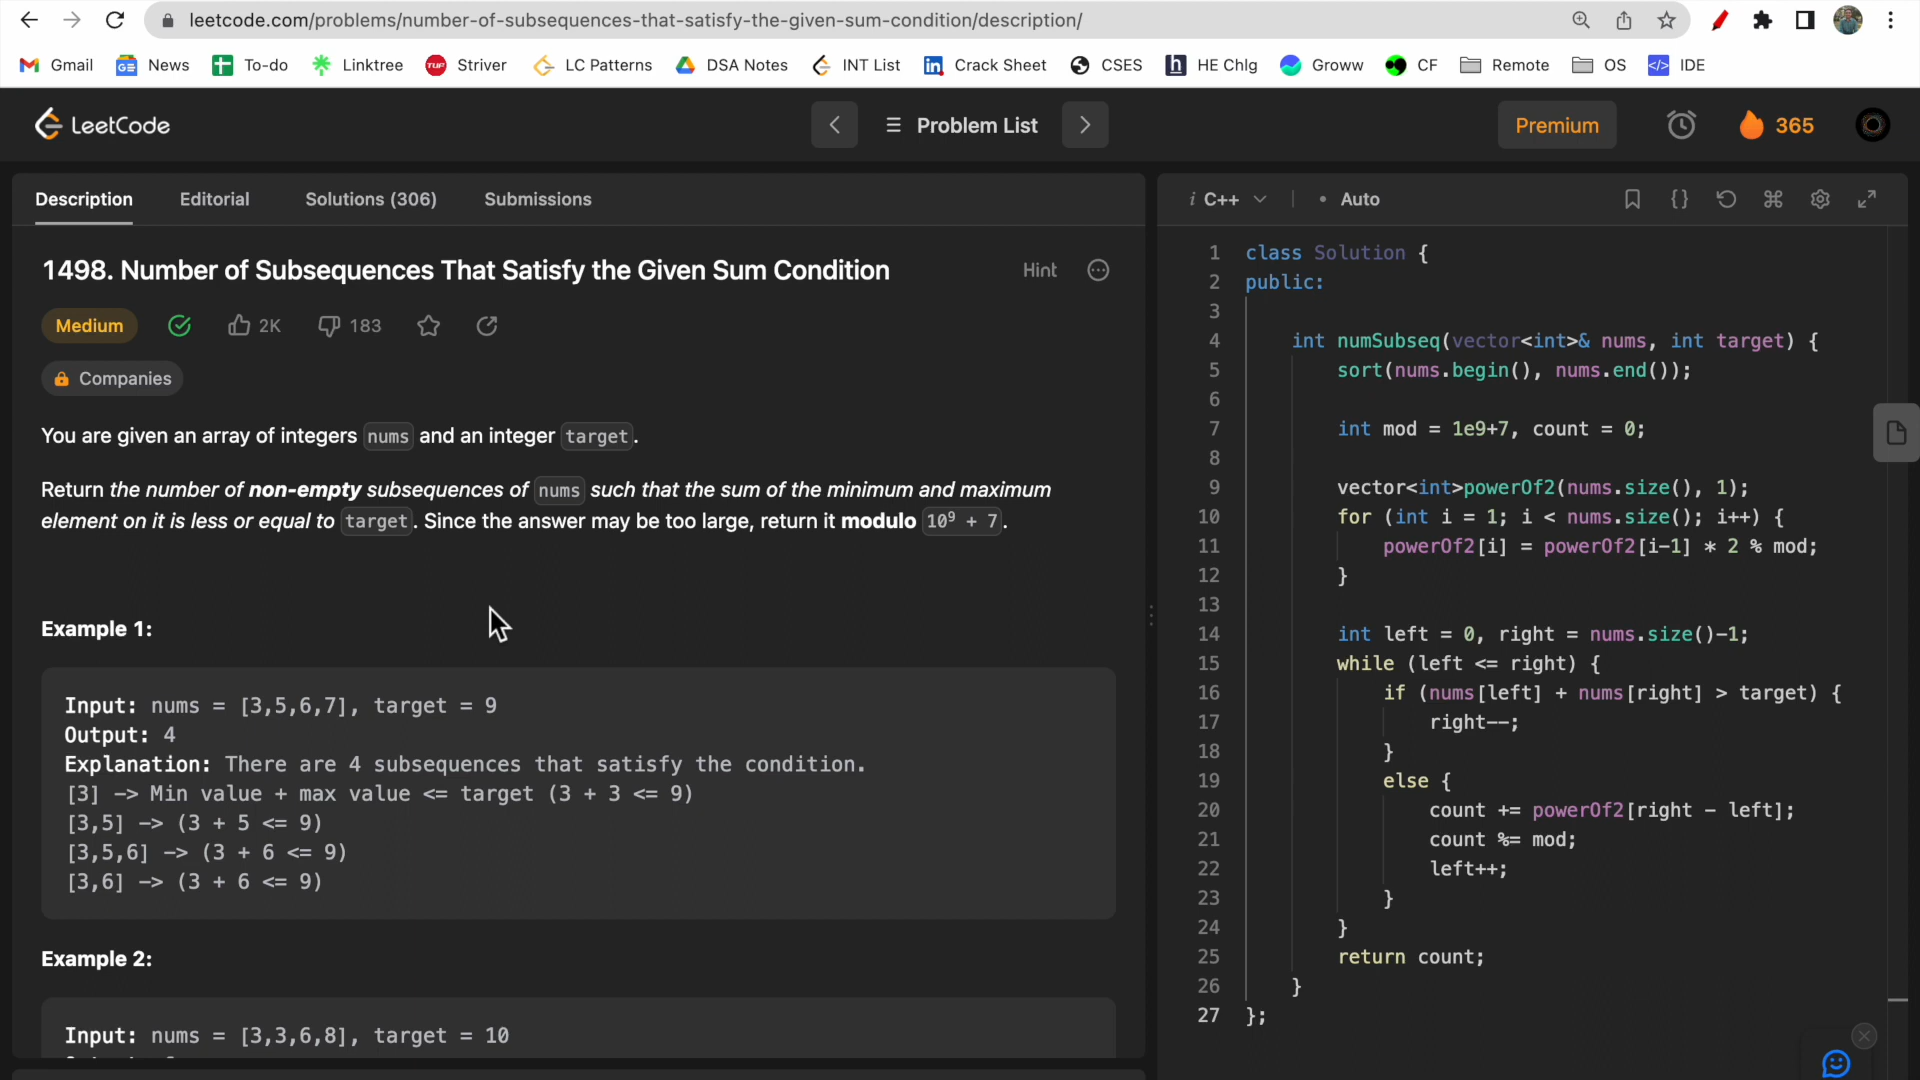 leetcode.com/problems/number-of-subsequences-that-satisfy-the-given-sum-condition/description/
Gmail News To-do Linktree TUF Striver LC Patterns DSA Notes INT List Crack Sheet CSES HE Chlg Groww CF Remote OS IDE
LeetCode
Problem List
Premium
365
Description Editorial Solutions (306) Submissions
1498. Number of Subsequences That Satisfy the Given Sum Condition
Hint
Medium
2K
183
Companies
You are given an array of integers nums and an integer target.
Return the number of non-empty subsequences of nums such that the sum of the minimum and maximum
element on it is less or equal to target. Since the answer may be too large, return it modulo 10⁹ + 7.
Example 1:
Input: nums = [3,5,6,7], target = 9
Output: 4
Explanation: There are 4 subsequences that satisfy the condition.
[3] -> Min value + max value <= target (3 + 3 <= 9)
[3,5] -> (3 + 5 <= 9)
[3,5,6] -> (3 + 6 <= 9)
[3,6] -> (3 + 6 <= 9)
Example 2:
Input: nums = [3,3,6,8], target = 10
i C++ • Auto
1 class Solution {
2 public:
3
4 int numSubseq(vector<int>& nums, int target) {
5 sort(nums.begin(), nums.end());
6
7 int mod = 1e9+7, count = 0;
8
9 vector<int>powerOf2(nums.size(), 1);
10 for (int i = 1; i < nums.size(); i++) {
11 powerOf2[i] = powerOf2[i-1] * 2 % mod;
12 }
13
14 int left = 0, right = nums.size()-1;
15 while (left <= right) {
16 if (nums[left] + nums[right] > target) {
17 right--;
18 }
19 else {
20 count += powerOf2[right - left];
21 count %= mod;
22 left++;
23 }
24 }
25 return count;
26 }
27 };